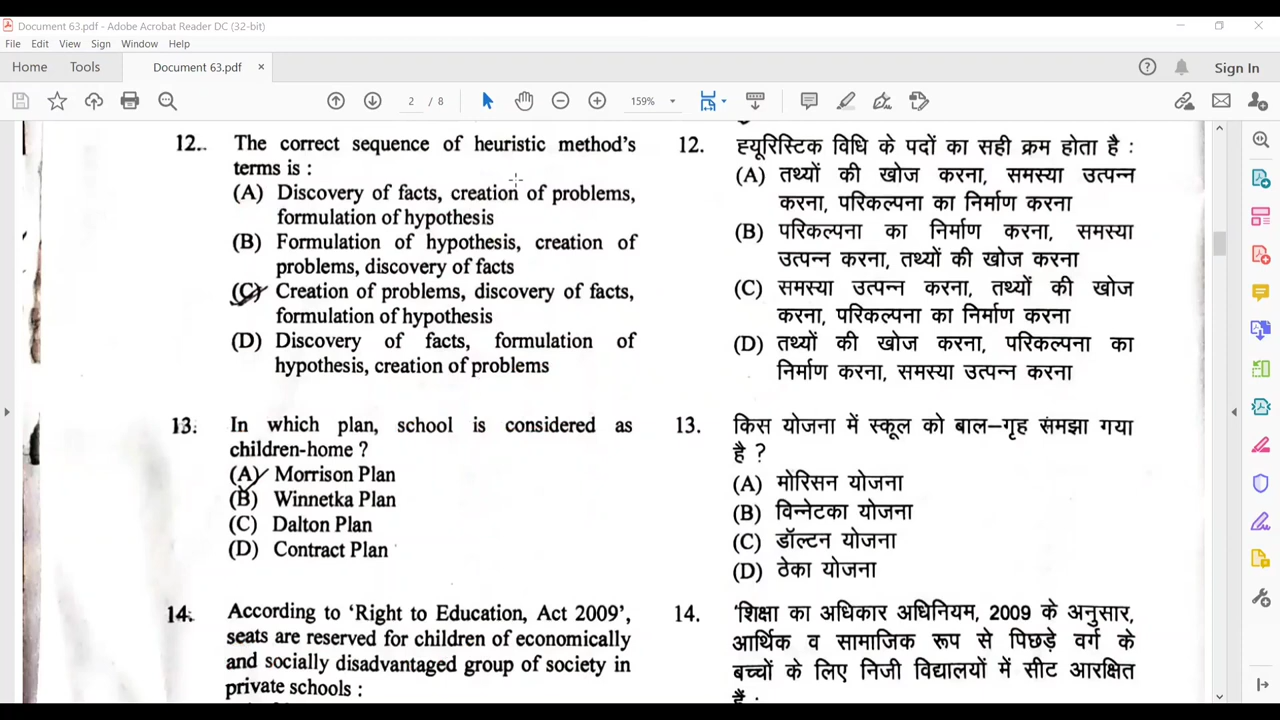 Document 63.pdf - Adobe Acrobat Reader DC (32-bit)
File Edit View Sign Window Help
Home Tools Document 63.pdf × Sign In
2 / 8 159%
12. The correct sequence of heuristic method's
terms is :
(A) Discovery of facts, creation of problems,
formulation of hypothesis
(B) Formulation of hypothesis, creation of
problems, discovery of facts
(C) Creation of problems, discovery of facts,
formulation of hypothesis
(D) Discovery of facts, formulation of
hypothesis, creation of problems
13. In which plan, school is considered as
children-home ?
(A) Morrison Plan
(B) Winnetka Plan
(C) Dalton Plan
(D) Contract Plan
14. According to 'Right to Education, Act 2009',
seats are reserved for children of economically
and socially disadvantaged group of society in
private schools :
12. ह्यूरिस्टिक विधि के पदों का सही क्रम होता है :
(A) तथ्यों की खोज करना, समस्या उत्पन्न
करना, परिकल्पना का निर्माण करना
(B) परिकल्पना का निर्माण करना, समस्या
उत्पन्न करना, तथ्यों की खोज करना
(C) समस्या उत्पन्न करना, तथ्यों की खोज
करना, परिकल्पना का निर्माण करना
(D) तथ्यों की खोज करना, परिकल्पना का
निर्माण करना, समस्या उत्पन्न करना
13. किस योजना में स्कूल को बाल–गृह समझा गया
है ?
(A) मोरिसन योजना
(B) विन्नेटका योजना
(C) डॉल्टन योजना
(D) ठेका योजना
14. 'शिक्षा का अधिकार अधिनियम, 2009 के अनुसार,
आर्थिक व सामाजिक रूप से पिछड़े वर्ग के
बच्चों के लिए निजी विद्यालयों में सीट आरक्षित
हैं :